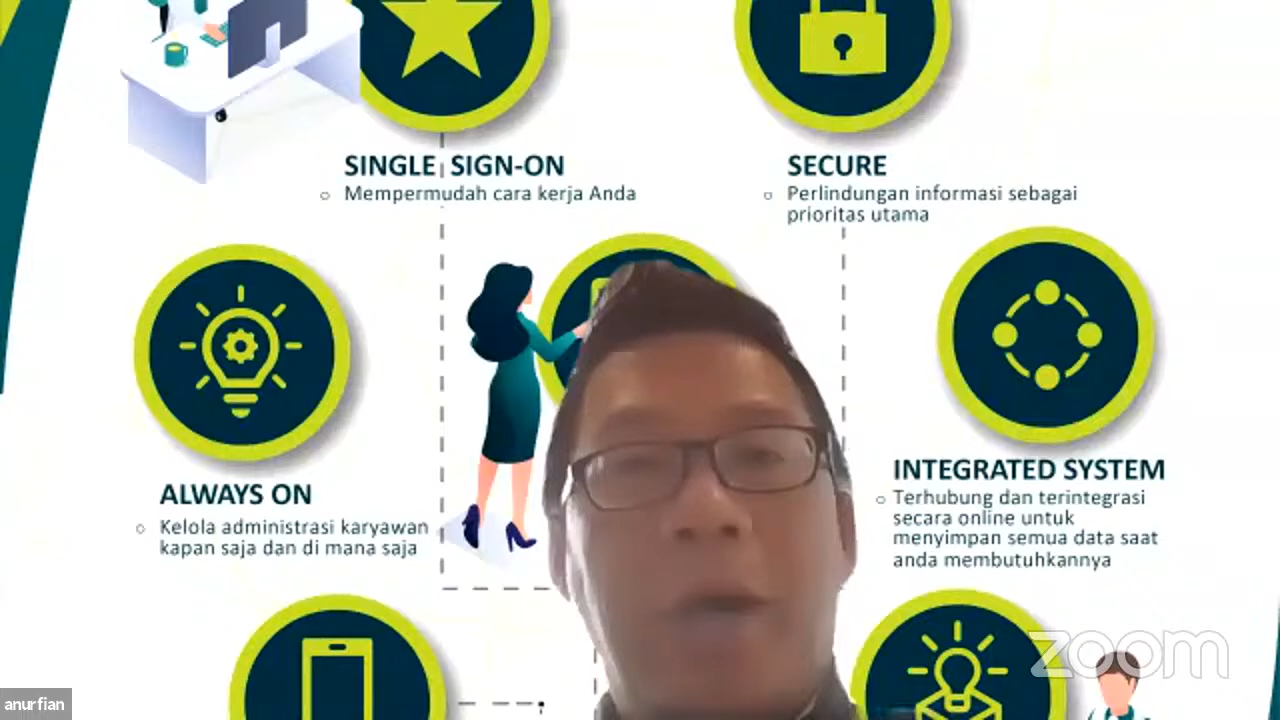 SINGLE SIGN-ON
Mempermudah cara kerja Anda
SECURE
Perlindungan informasi sebagai
prioritas utama
ALWAYS ON
Kelola administrasi karyawan
kapan saja dan di mana saja
INTEGRATED SYSTEM
Terhubung dan terintegrasi
secara online untuk
menyimpan semua data saat
anda membutuhkannya
zoom
anurfian